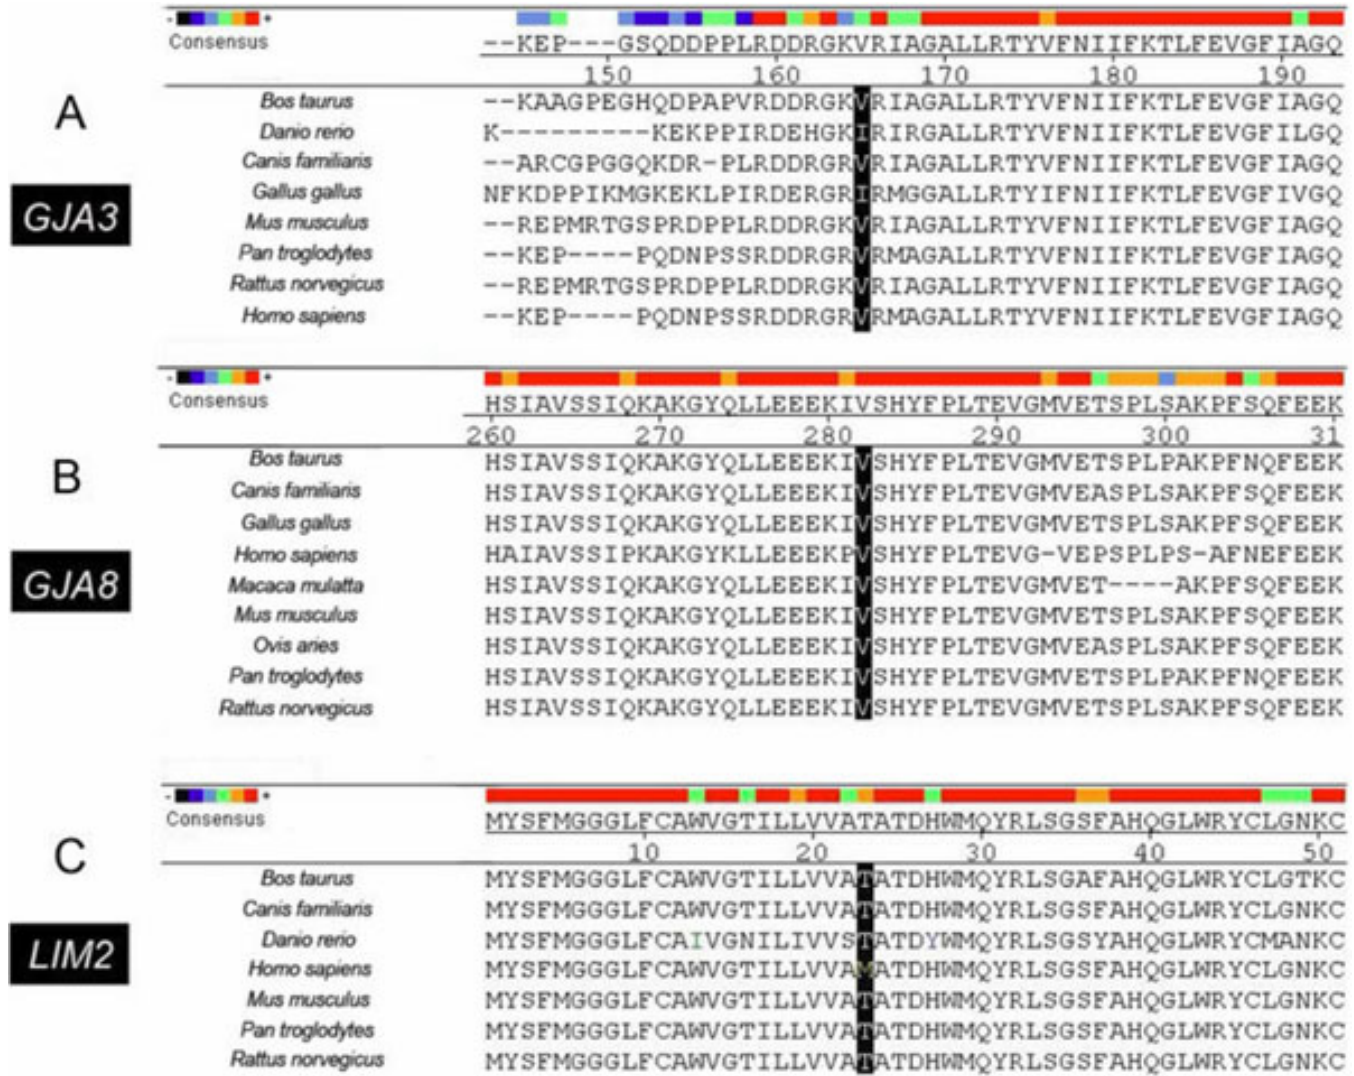 - +
Consensus
--KEP---GSQDDPPLRDDRGKVRIAGALLRTYVFNIIFKTLFEVGFIAGQ
150 160 170 180 190
A
GJA3
Bos taurus --KAAGPEGHQDPAPVRDDRGKVRIAGALLRTYVFNIIFKTLFEVGFIAGQ
Danio rerio K---------KEKPPIRDEHGKIRIRGALLRTYVFNIIFKTLFEVGFILGQ
Canis familiaris --ARCGPGGQKDR-PLRDDRGRVRIAGALLRTYVFNIIFKTLFEVGFIAGQ
Gallus gallus NFKDPPIKMGKEKLPIRDERGRIRMGGALLRTYIFNIIFKTLFEVGFIVGQ
Mus musculus --REPMRTGSPRDPPLRDDRGKVRIAGALLRTYVFNIIFKTLFEVGFIAGQ
Pan troglodytes --KEP----PQDNPSSRDDRGRVRMAGALLRTYVFNIIFKTLFEVGFIAGQ
Rattus norvegicus --REPMRTGSPRDPPLRDDRGKVRIAGALLRTYVFNIIFKTLFEVGFIAGQ
Homo sapiens --KEP----PQDNPSSRDDRGRVRMAGALLRTYVFNIIFKTLFEVGFIAGQ
- +
Consensus
HSIAVSSIQKAKGYQLLEEEKIVSHYFPLTEVGMVETSPLSAKPFSQFEEK
260 270 280 290 300 31
B
GJA8
Bos taurus HSIAVSSIQKAKGYQLLEEEKIVSHYFPLTEVGMVETSPLPAKPFNQFEEK
Canis familiaris HSIAVSSIQKAKGYQLLEEEKIVSHYFPLTEVGMVEASPLSAKPFSQFEEK
Gallus gallus HSIAVSSIQKAKGYQLLEEEKIVSHYFPLTEVGMVETSPLSAKPFSQFEEK
Homo sapiens HAIAVSSIPKAKGYKLLEEEKPVSHYFPLTEVG-VEPSPLPS-AFNEFEEK
Macaca mulatta HSIAVSSIQKAKGYQLLEEEKIVSHYFPLTEVGMVET----AKPFSQFEEK
Mus musculus HSIAVSSIQKAKGYQLLEEEKIVSHYFPLTEVGMVETSPLSAKPFSQFEEK
Ovis aries HSIAVSSIQKAKGYQLLEEEKIVSHYFPLTEVGMVEASPLSAKPFSQFEEK
Pan troglodytes HSIAVSSIQKAKGYQLLEEEKIVSHYFPLTEVGMVETSPLPAKPFNQFEEK
Rattus norvegicus HSIAVSSIQKAKGYQLLEEEKIVSHYFPLTEVGMVETSPLSAKPFSQFEEK
- +
Consensus
MYSFMGGGLFCAWVGTILLVVATATDHWMQYRLSGSFAHQGLWRYCLGNKC
10 20 30 40 50
C
LIM2
Bos taurus MYSFMGGGLFCAWVGTILLVVATATDHWMQYRLSGAFAHQGLWRYCLGTKC
Canis familiaris MYSFMGGGLFCAWVGTILLVVATATDHWMQYRLSGSFAHQGLWRYCLGNKC
Danio rerio MYSFMGGGLFCAIVGNILIVVSTATDYWMQYRLSGSYAHQGLWRYCMANKC
Homo sapiens MYSFMGGGLFCAWVGTILLVVAMATDHWMQYRLSGSFAHQGLWRYCLGNKC
Mus musculus MYSFMGGGLFCAWVGTILLVVATATDHWMQYRLSGSFAHQGLWRYCLGNKC
Pan troglodytes MYSFMGGGLFCAWVGTILLVVATATDHWMQYRLSGSFAHQGLWRYCLGNKC
Rattus norvegicus MYSFMGGGLFCAWVGTILLVVATATDHWMQYRLSGSFAHQGLWRYCLGNKC